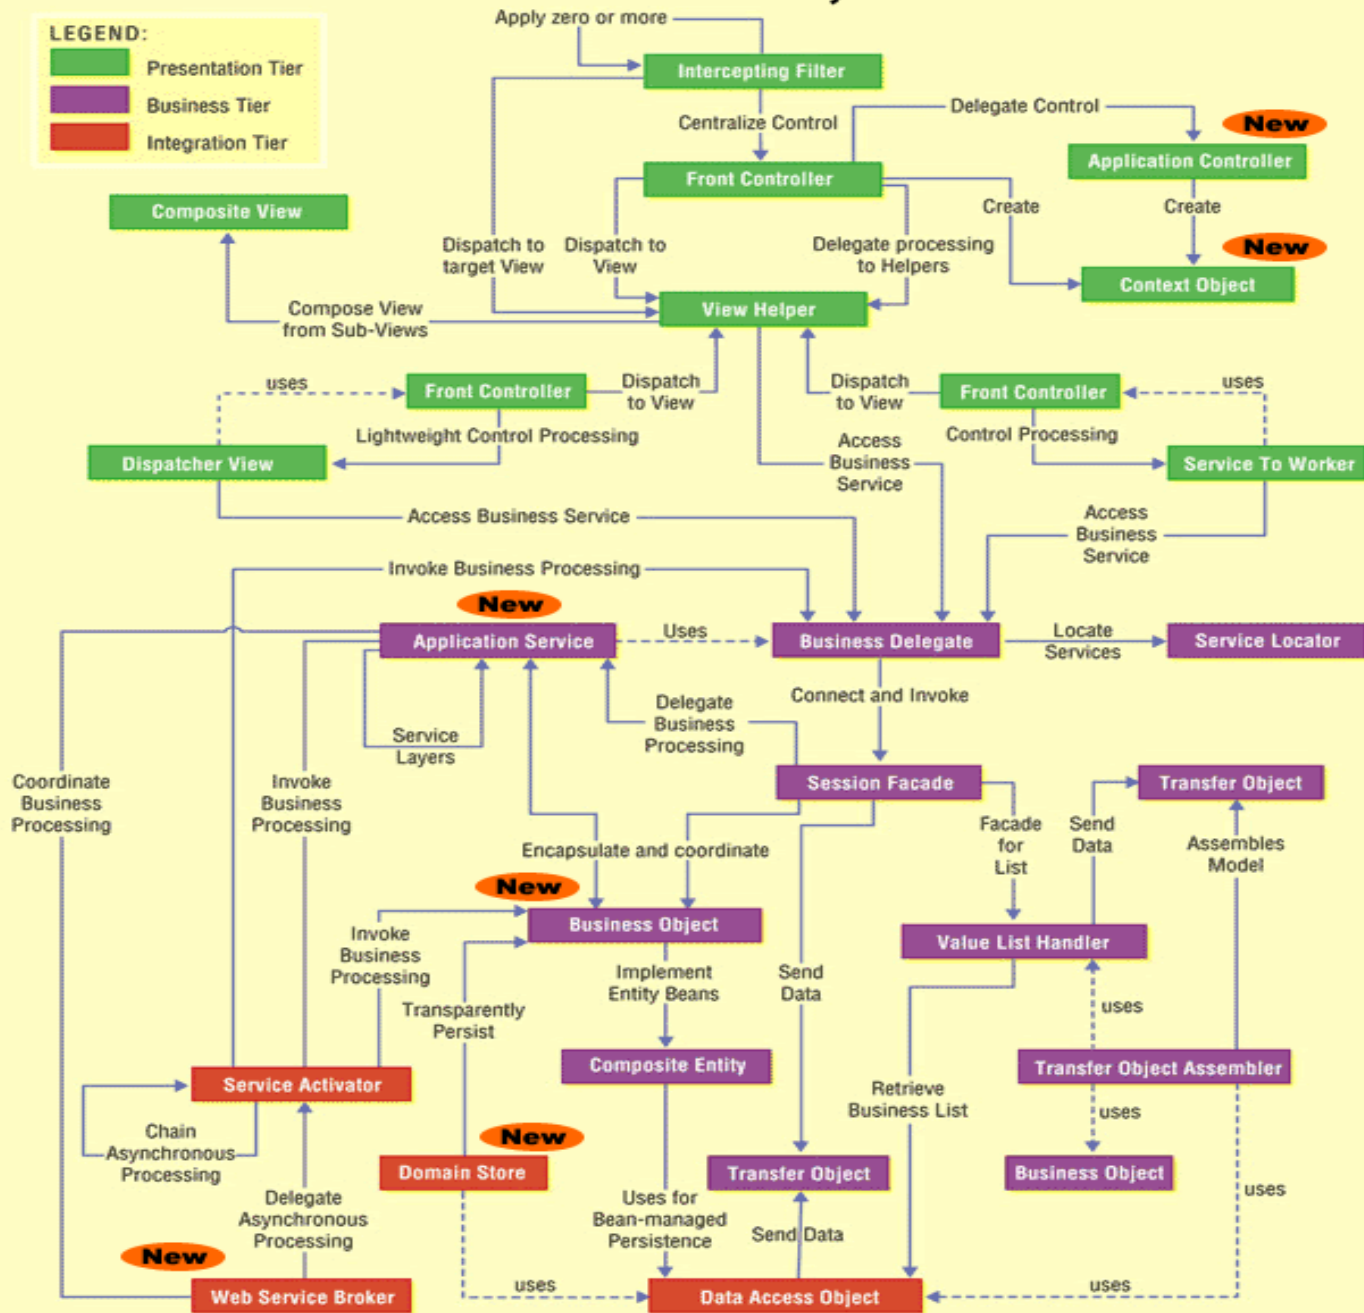 Apply zero or more
LEGEND:
Presentation Tier
Business Tier
Integration Tier
Intercepting Filter
Centralize Control
Delegate Control
New
Application Controller
Front Controller
Composite View
Create
Create
Dispatch to
target View
Dispatch to
View
Delegate processing
to Helpers
New
Context Object
View Helper
Compose View
from Sub-Views
uses
Front Controller
Dispatch
to View
Dispatch
to View
Front Controller
uses
Lightweight Control Processing
Control Processing
Access
Business
Service
Dispatcher View
Service To Worker
Access Business Service
Access
Business
Service
Invoke Business Processing
New
Application Service
Uses
Business Delegate
Locate
Services
Service Locator
Connect and Invoke
Delegate
Business
Processing
Service
Layers
Coordinate
Business
Processing
Invoke
Business
Processing
Session Facade
Transfer Object
Facade
for
List
Send
Data
Assembles
Model
Encapsulate and coordinate
New
Business Object
Invoke
Business
Processing
Value List Handler
Implement
Entity Beans
Send
Data
Transparently
Persist
uses
Composite Entity
Transfer Object Assembler
Service Activator
Retrieve
Business List
uses
Chain
Asynchronous
Processing
New
Domain Store
Transfer Object
Business Object
Delegate
Asynchronous
Processing
Uses for
Bean-managed
Persistence
Send Data
uses
New
Web Service Broker
uses
Data Access Object
uses